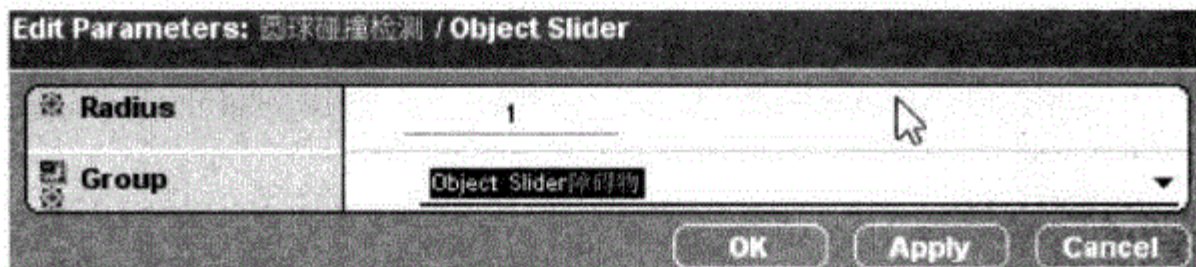 Edit Parameters: 圆球碰撞检测 / Object Slider
Radius 1
Group Object Slider障碍物
OK Apply Cancel